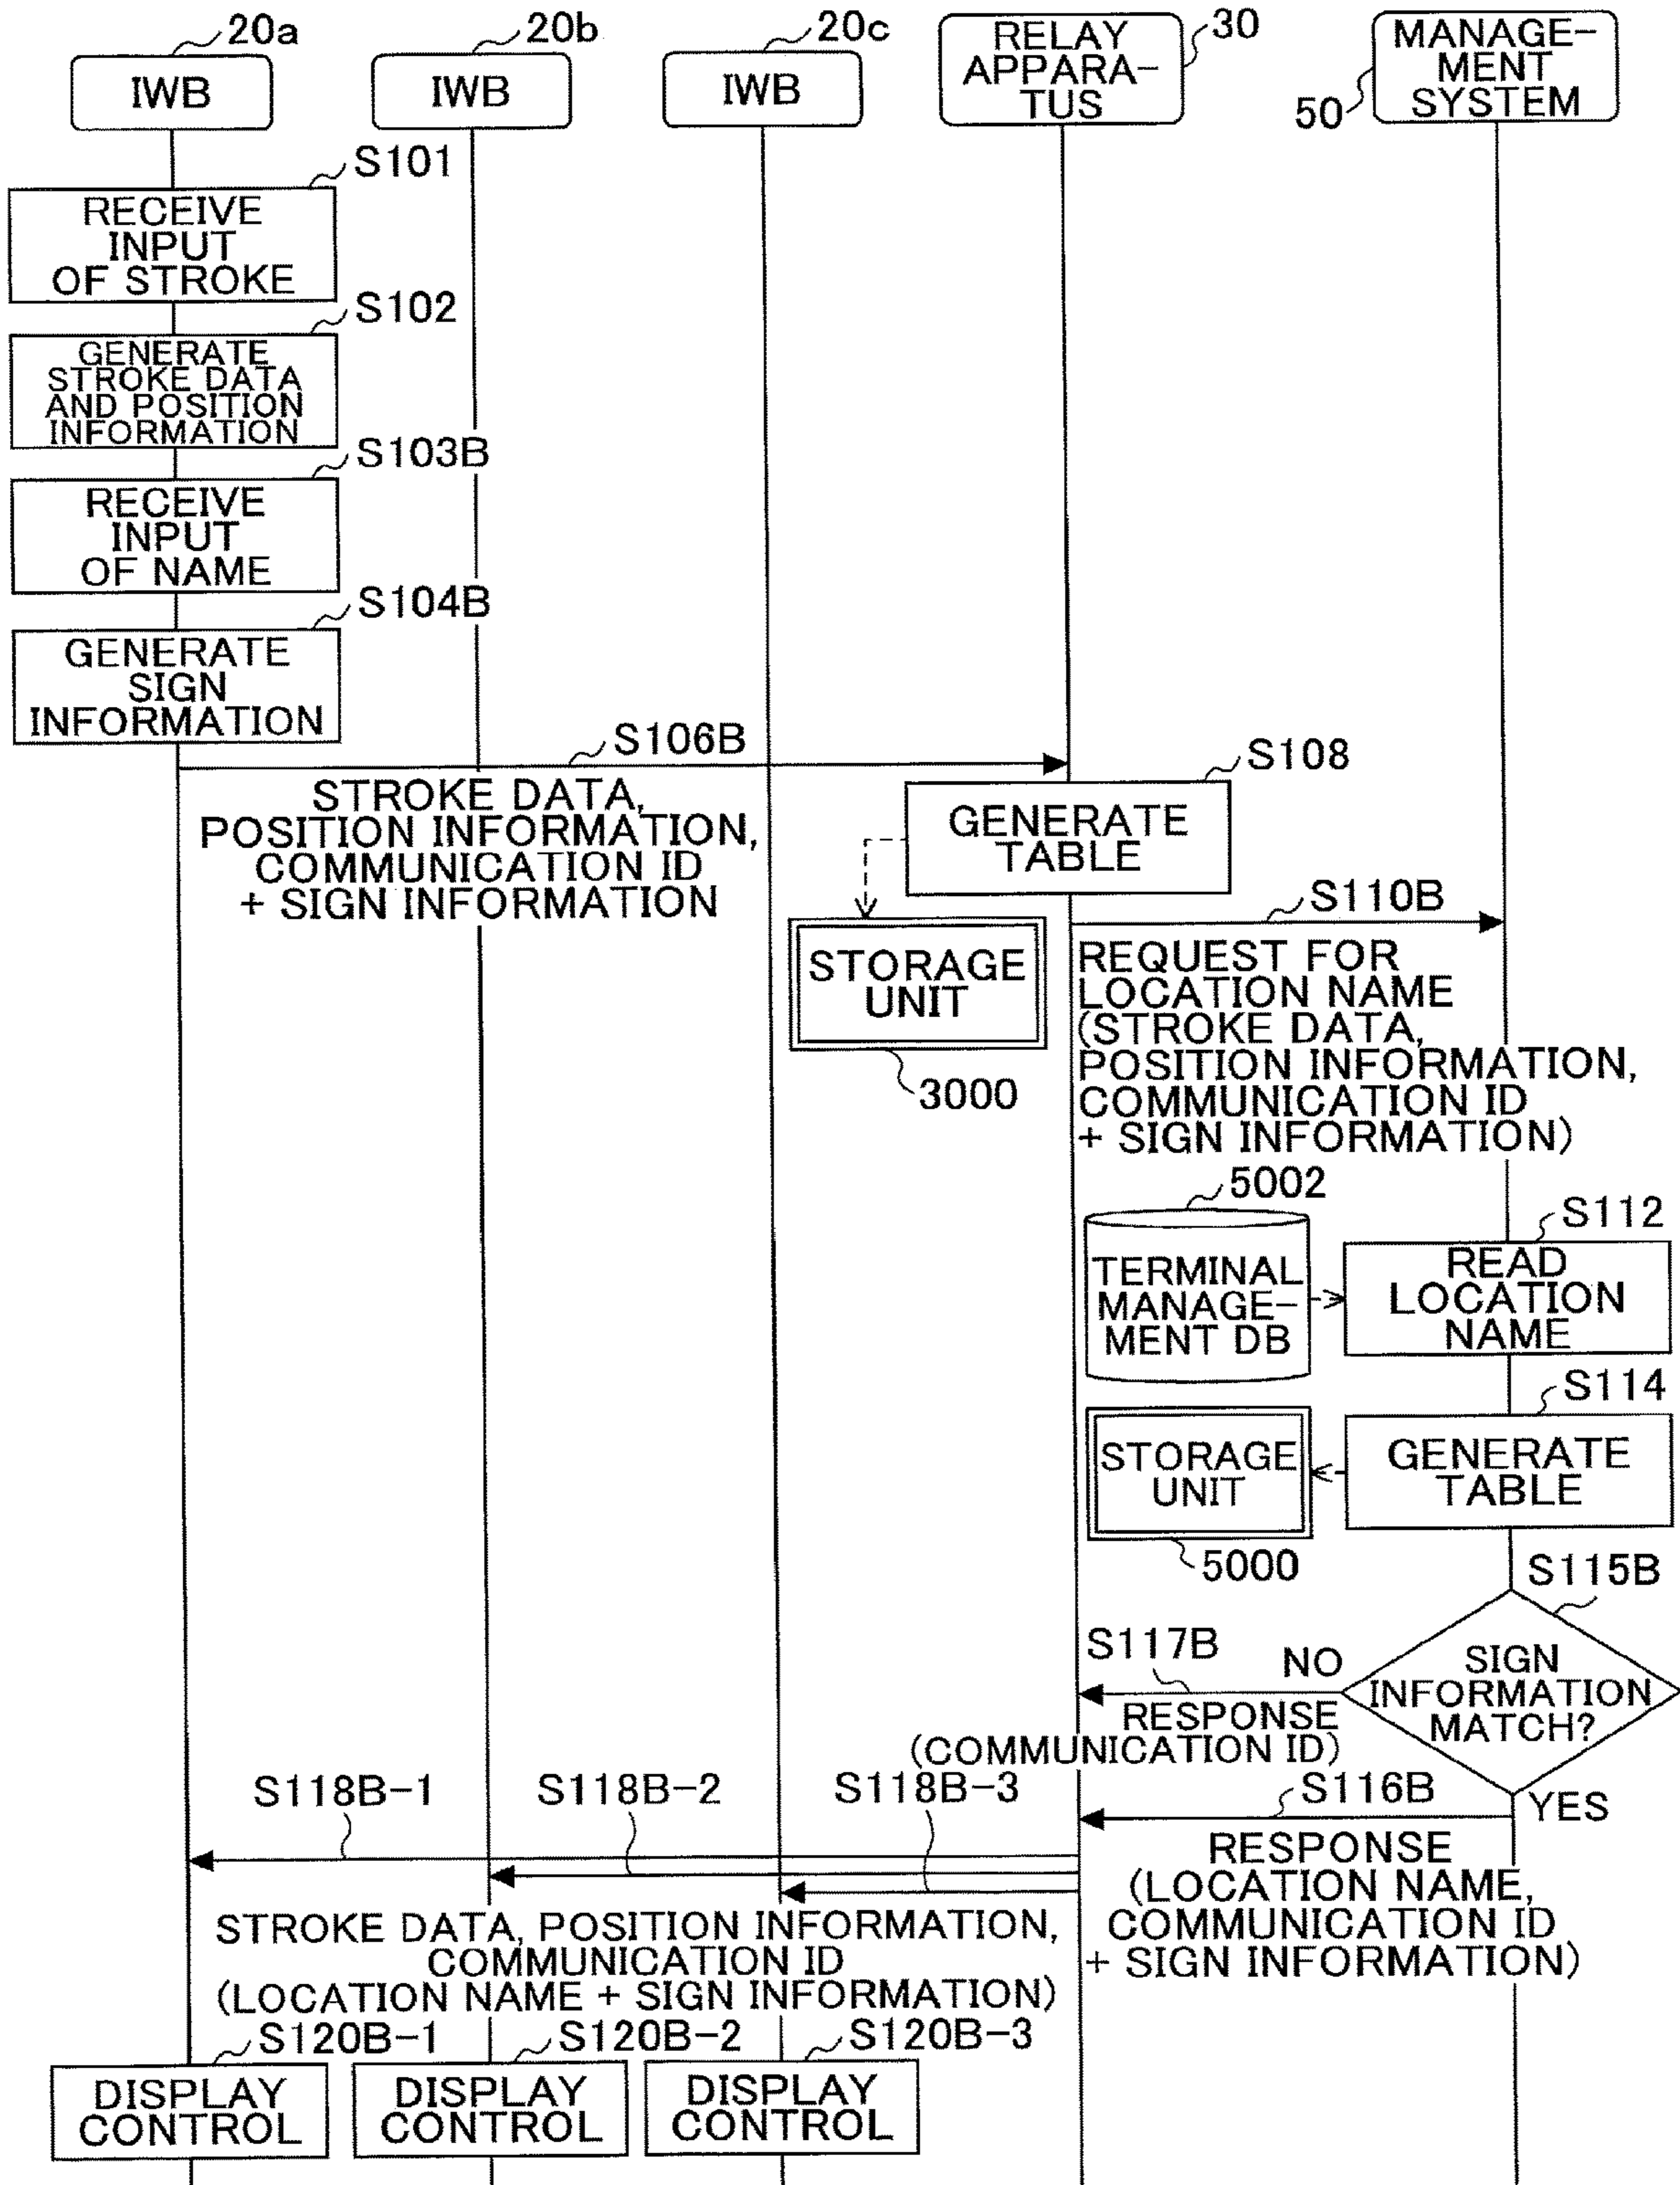 20a
20b
20c
30
50
IWB
IWB
IWB
RELAY
APPARA-
TUS
MANAGE-
MENT
SYSTEM
S101
RECEIVE
INPUT
OF STROKE
S102
GENERATE
STROKE DATA
AND POSITION
INFORMATION
S103B
RECEIVE
INPUT
OF NAME
S104B
GENERATE
SIGN
INFORMATION
S106B
STROKE DATA,
POSITION INFORMATION,
COMMUNICATION ID
+ SIGN INFORMATION
S108
GENERATE
TABLE
STORAGE
UNIT
3000
S110B
REQUEST FOR
LOCATION NAME
(STROKE DATA,
POSITION INFORMATION,
COMMUNICATION ID
+ SIGN INFORMATION)
5002
TERMINAL
MANAGE-
MENT DB
S112
READ
LOCATION
NAME
S114
GENERATE
TABLE
STORAGE
UNIT
5000
S115B
SIGN
INFORMATION
MATCH?
NO
S117B
RESPONSE
(COMMUNICATION ID)
YES
S116B
RESPONSE
(LOCATION NAME,
COMMUNICATION ID
+ SIGN INFORMATION)
S118B-1
S118B-2
S118B-3
STROKE DATA, POSITION INFORMATION,
COMMUNICATION ID
(LOCATION NAME + SIGN INFORMATION)
S120B-1
S120B-2
S120B-3
DISPLAY
CONTROL
DISPLAY
CONTROL
DISPLAY
CONTROL